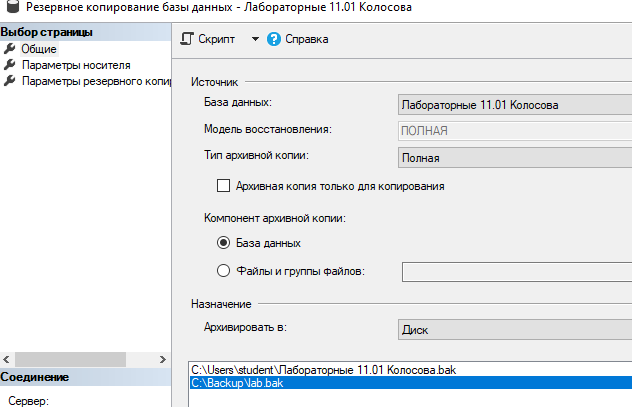 Резервное копирование базы данных - Лабораторные 11.01 Колосова
Выбор страницы
Общие
Параметры носителя
Параметры резервного копир
Скрипт
Справка
Источник
База данных:
Лабораторные 11.01 Колосова
Модель восстановления:
ПОЛНАЯ
Тип архивной копии:
Полная
Архивная копия только для копирования
Компонент архивной копии:
База данных
Файлы и группы файлов:
Назначение
Архивировать в:
Диск
C:\Users\student\Лабораторные 11.01 Колосова.bak
C:\Backup\lab.bak
Соединение
Сервер: